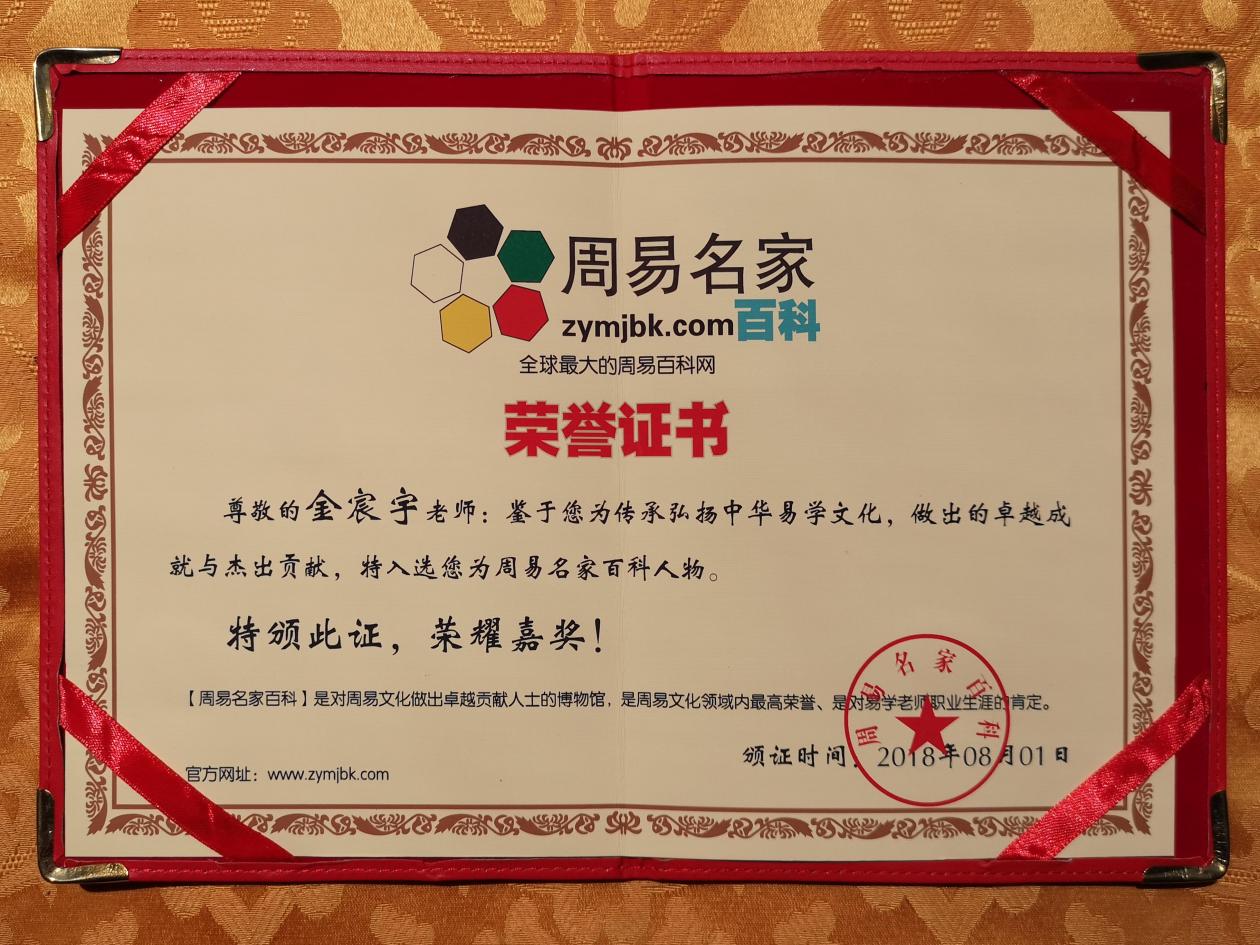 周易名家
zymjbk.com百科
全球最大的周易百科网
荣誉证书
尊敬的金宸宇老师：鉴于您为传承弘扬中华易学文化，做出的卓越成
就与杰出贡献，特入选您为周易名家百科人物。
特颁此证，荣耀嘉奖！
【周易名家百科】是对周易文化做出卓越贡献人士的博物馆，是周易文化领域内最高荣誉、是对易学老师职业生涯的肯定。
周易名家百科
颁证时间：2018年08月01日
官方网址：www.zymjbk.com